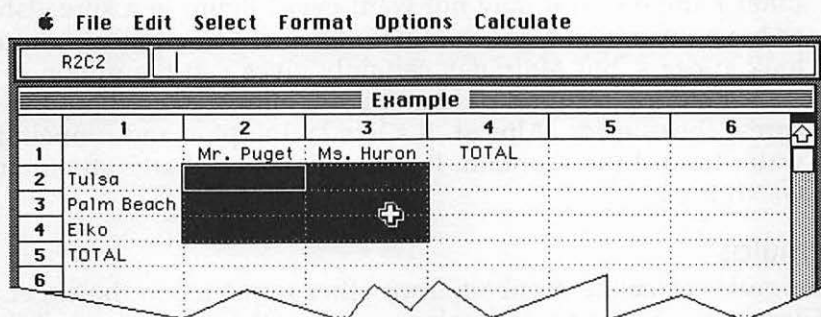 File Edit Select Format Options Calculate
R2C2
Example
1 2 3 4 5 6
1 Mr. Puget Ms. Huron TOTAL
2 Tulsa
3 Palm Beach
4 Elko
5 TOTAL
6